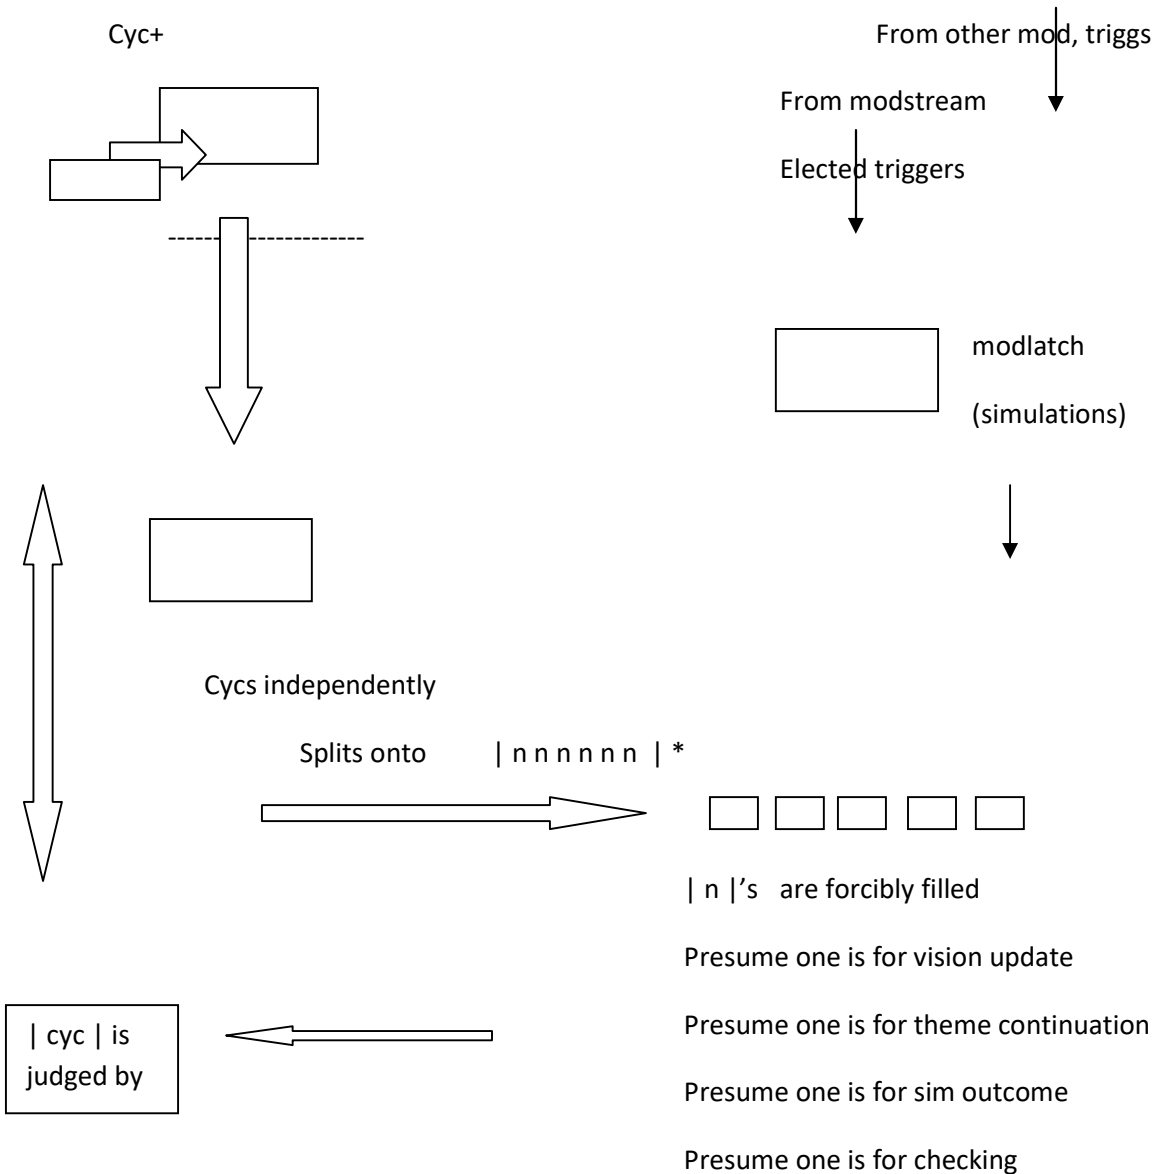 Cyc+
From other mod, triggs
From modstream
Elected triggers
modlatch
(simulations)
Cycs independently
Splits onto | n n n n n n | *
| n |’s are forcibly filled
Presume one is for vision update
Presume one is for theme continuation
Presume one is for sim outcome
Presume one is for checking
| cyc | is
judged by